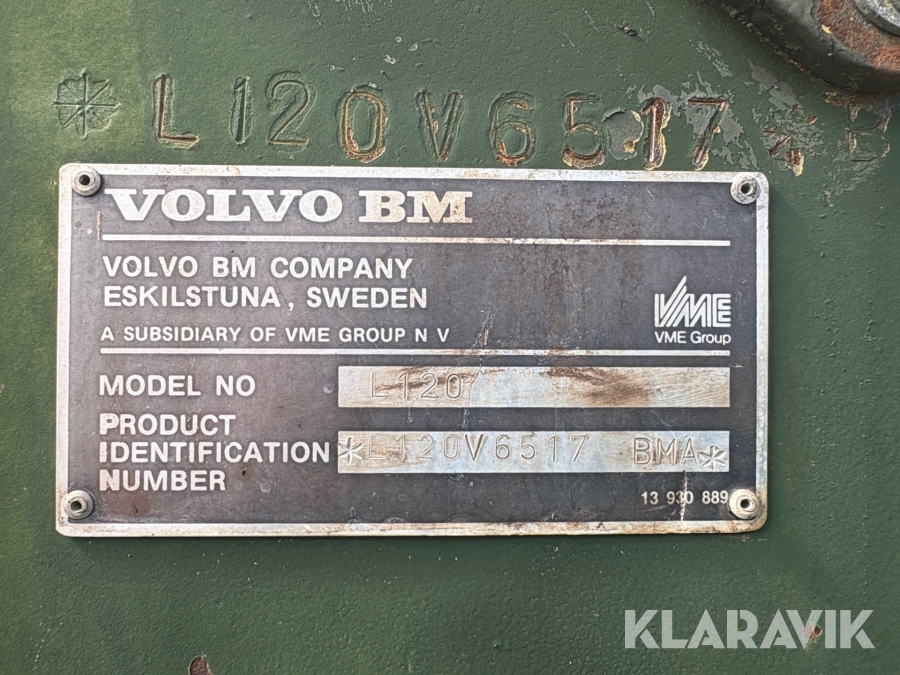 *L120V6517*B
VOLVO BM
VOLVO BM COMPANY
ESKILSTUNA, SWEDEN
A SUBSIDIARY OF VME GROUP N V
VME
VME Group
MODEL NO L120
PRODUCT
IDENTIFICATION *L120V6517 BMA*
NUMBER
13 930 889
KLARAVIK